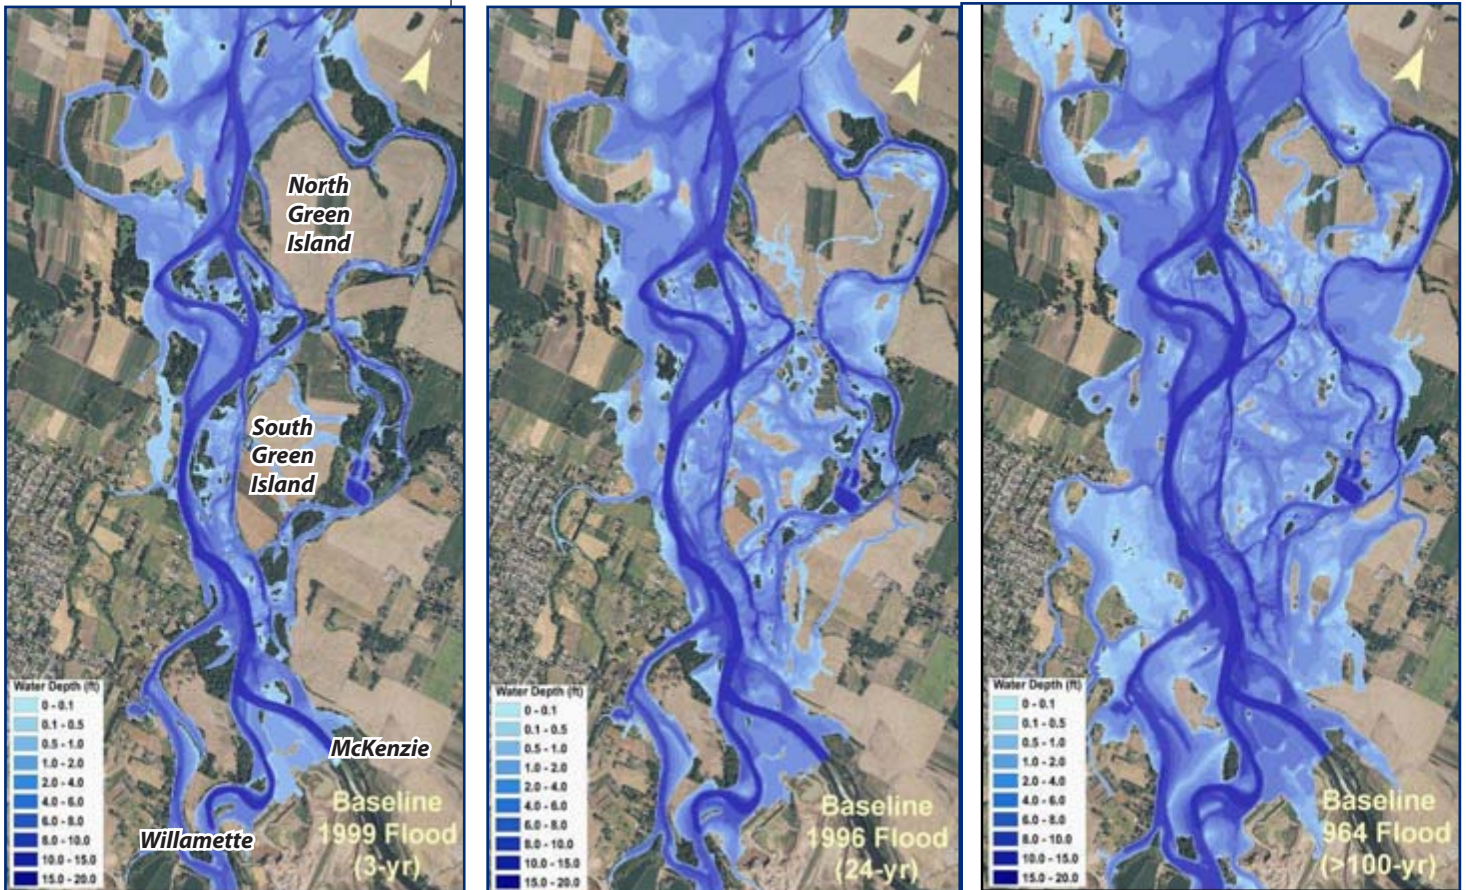 N
North
Green
Island
South
Green
Island
McKenzie
Willamette
Water Depth (ft)
0 - 0.1
0.1 - 0.5
0.5 - 1.0
1.0 - 2.0
2.0 - 4.0
4.0 - 6.0
6.0 - 8.0
8.0 - 10.0
10.0 - 15.0
15.0 - 20.0
Baseline
1999 Flood
(3-yr)
N
Water Depth (ft)
0 - 0.1
0.1 - 0.5
0.5 - 1.0
1.0 - 2.0
2.0 - 4.0
4.0 - 6.0
6.0 - 8.0
8.0 - 10.0
10.0 - 15.0
15.0 - 20.0
Baseline
1996 Flood
(24-yr)
N
Water Depth (ft)
0 - 0.1
0.1 - 0.5
0.5 - 1.0
1.0 - 2.0
2.0 - 4.0
4.0 - 6.0
6.0 - 8.0
8.0 - 10.0
10.0 - 15.0
15.0 - 20.0
Baseline
964 Flood
(>100-yr)